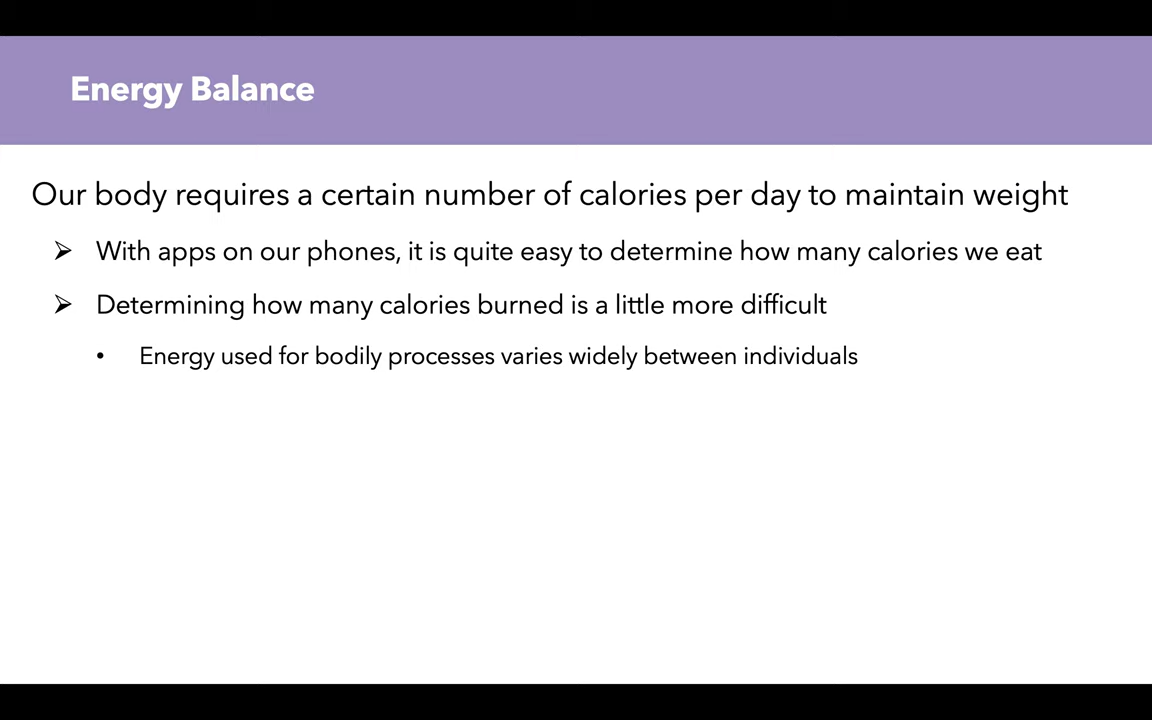 Energy Balance
Our body requires a certain number of calories per day to maintain weight
➢ With apps on our phones, it is quite easy to determine how many calories we eat
➢ Determining how many calories burned is a little more difficult
• Energy used for bodily processes varies widely between individuals